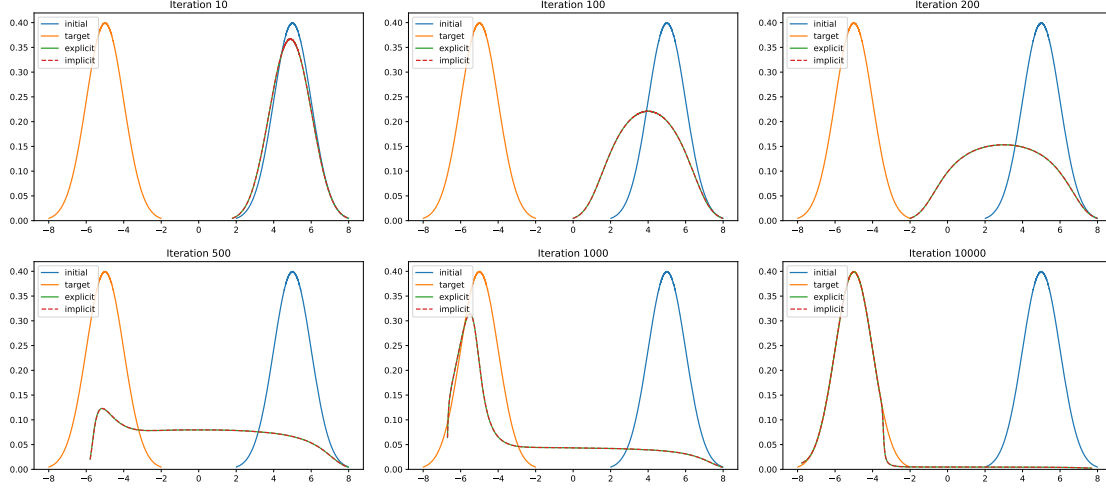 Iteration 10
0.40
0.35
0.30
0.25
0.20
0.15
0.10
0.05
0.00
−8 −6 −4 −2 0 2 4 6 8
initial
target
explicit
implicit
Iteration 100
0.40
0.35
0.30
0.25
0.20
0.15
0.10
0.05
0.00
−8 −6 −4 −2 0 2 4 6 8
initial
target
explicit
implicit
Iteration 200
0.40
0.35
0.30
0.25
0.20
0.15
0.10
0.05
0.00
−8 −6 −4 −2 0 2 4 6 8
initial
target
explicit
implicit
Iteration 500
0.40
0.35
0.30
0.25
0.20
0.15
0.10
0.05
0.00
−8 −6 −4 −2 0 2 4 6 8
initial
target
explicit
implicit
Iteration 1000
0.40
0.35
0.30
0.25
0.20
0.15
0.10
0.05
0.00
−8 −6 −4 −2 0 2 4 6 8
initial
target
explicit
implicit
Iteration 10000
0.40
0.35
0.30
0.25
0.20
0.15
0.10
0.05
0.00
−8 −6 −4 −2 0 2 4 6 8
initial
target
explicit
implicit